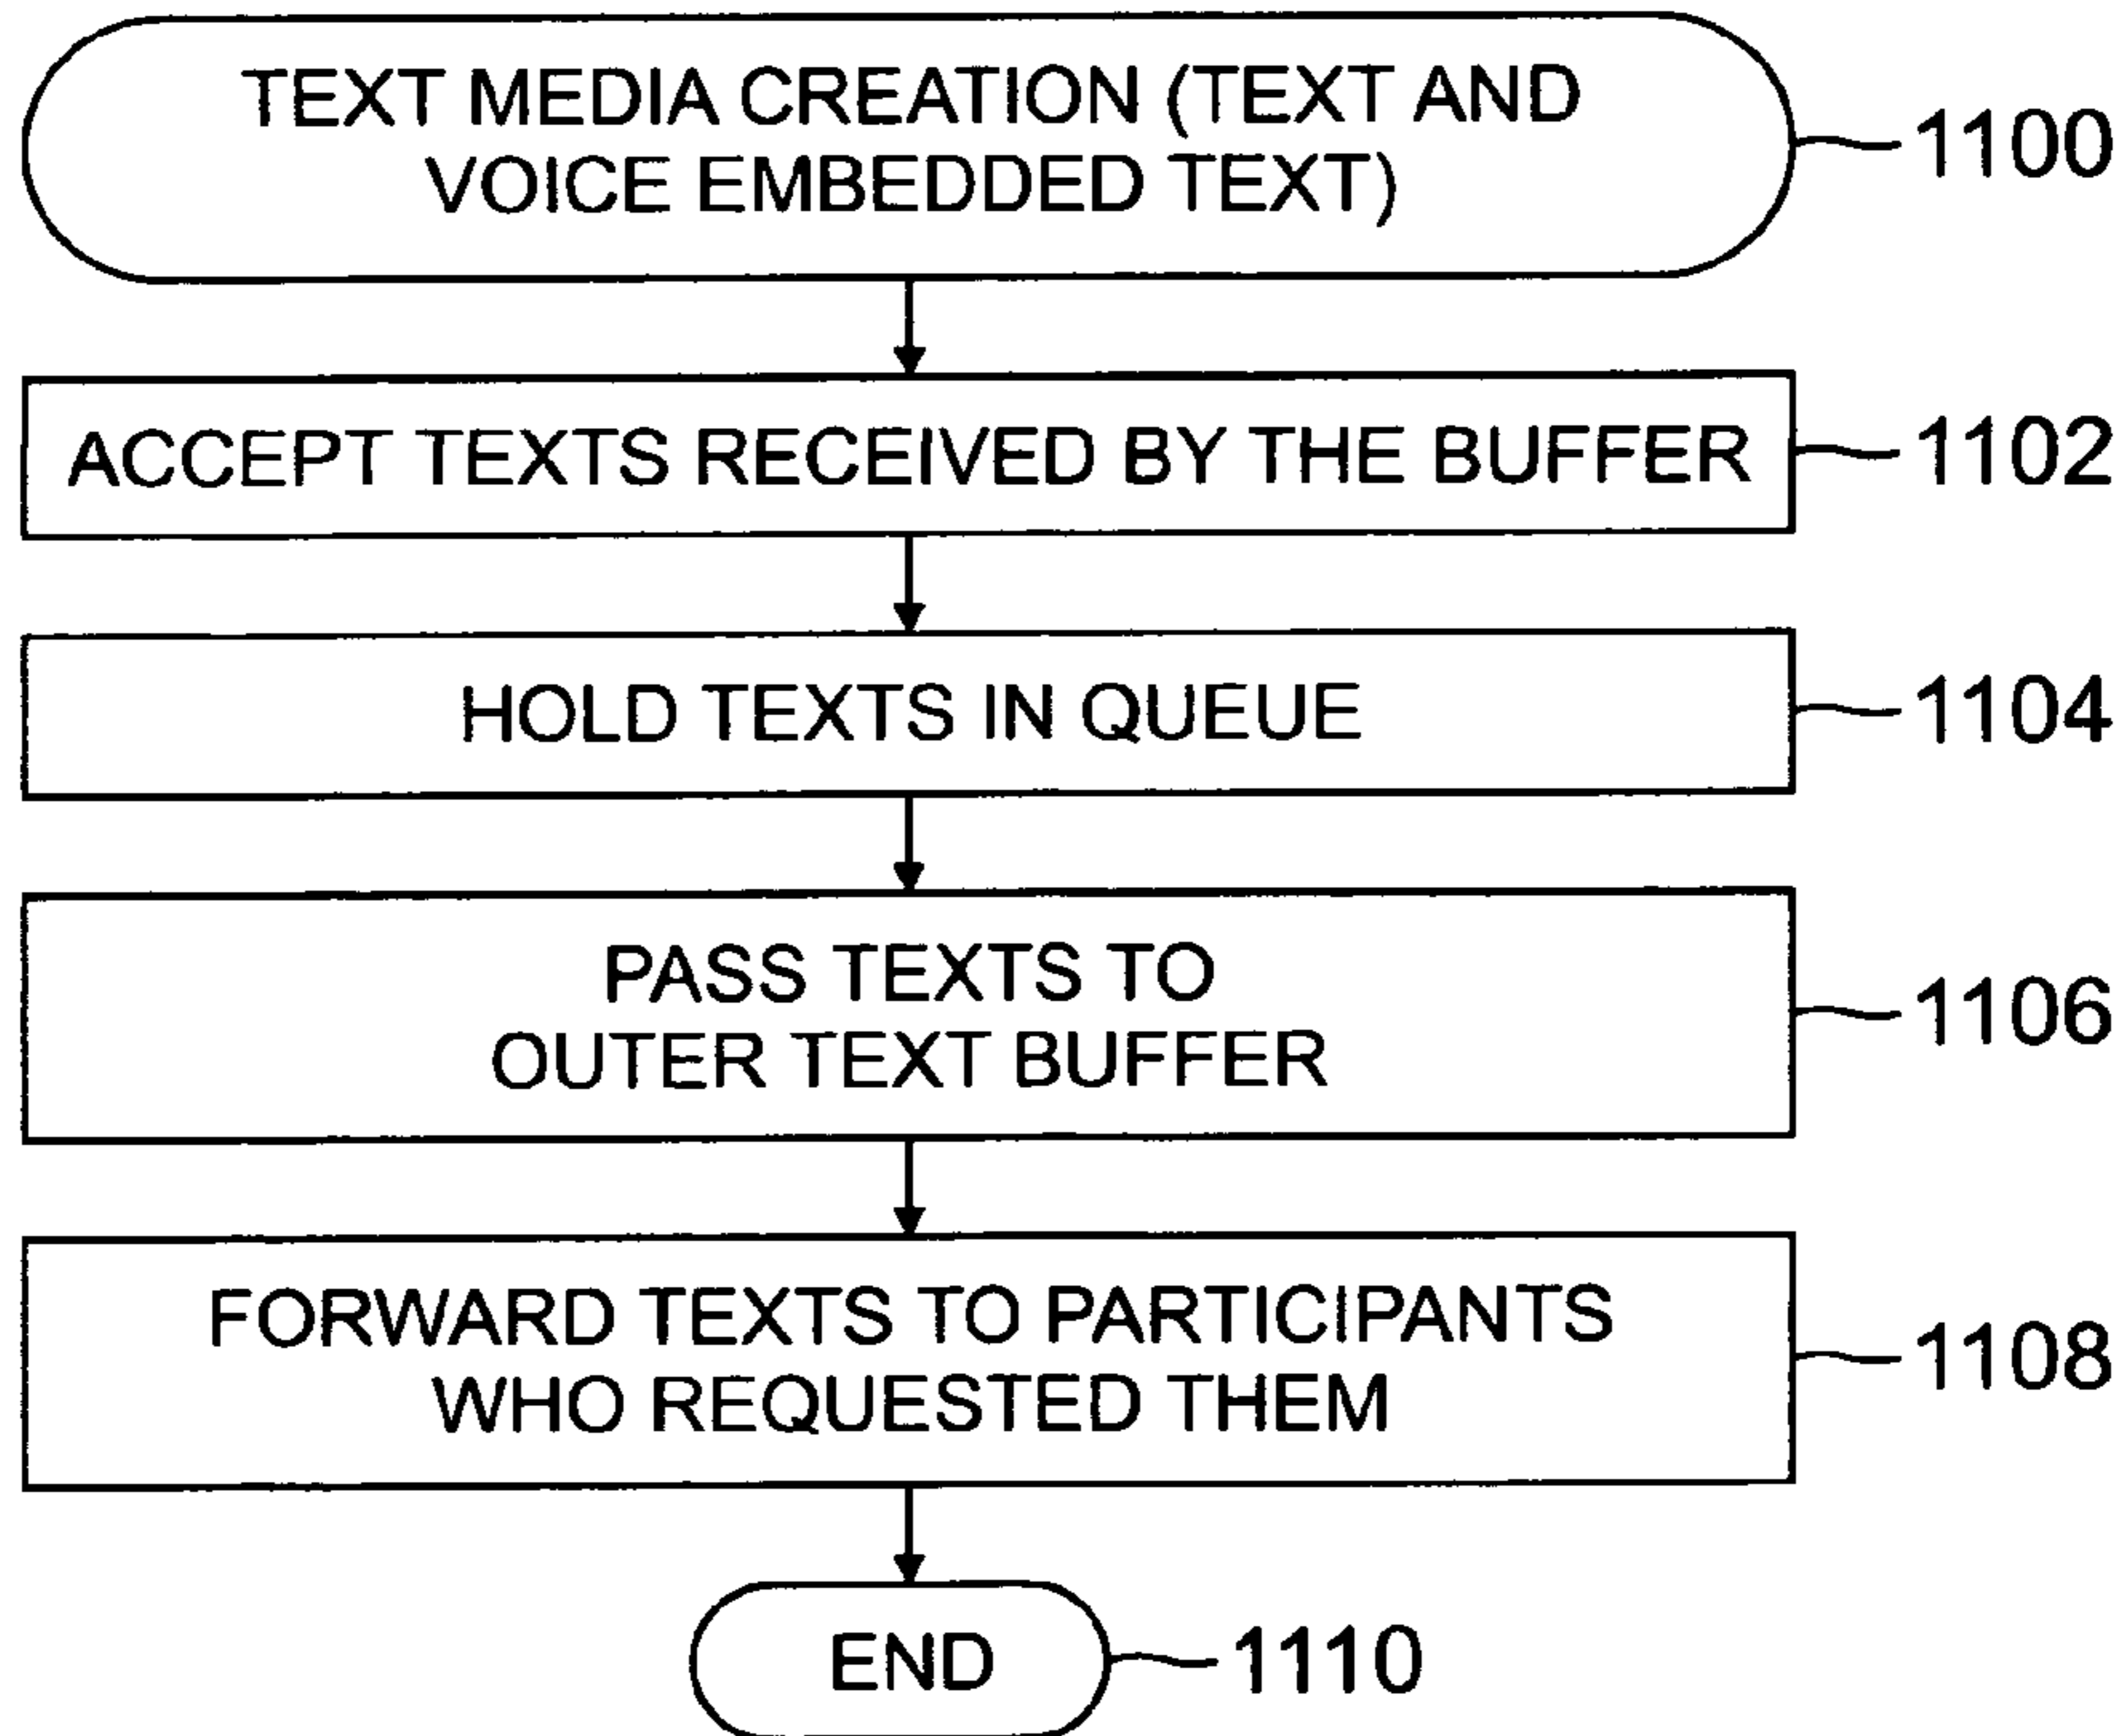 TEXT MEDIA CREATION (TEXT AND
VOICE EMBEDDED TEXT)
1100
ACCEPT TEXTS RECEIVED BY THE BUFFER
1102
HOLD TEXTS IN QUEUE
1104
PASS TEXTS TO
OUTER TEXT BUFFER
1106
FORWARD TEXTS TO PARTICIPANTS
WHO REQUESTED THEM
1108
END
1110